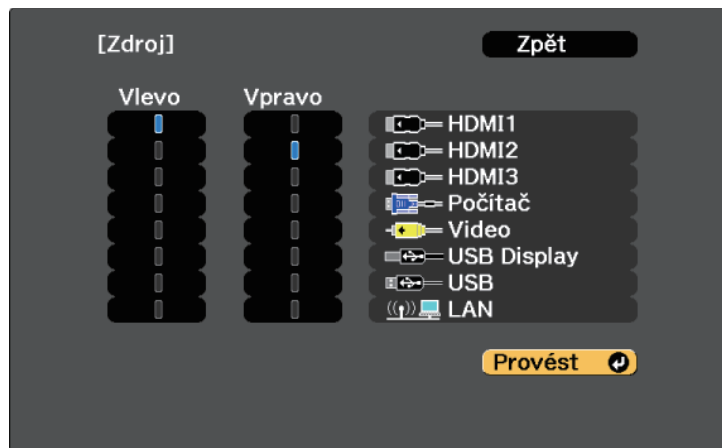 [Zdroj] Zpět
Vlevo Vpravo
HDMI1
HDMI2
HDMI3
Počítač
Video
USB Display
USB
LAN
Provést